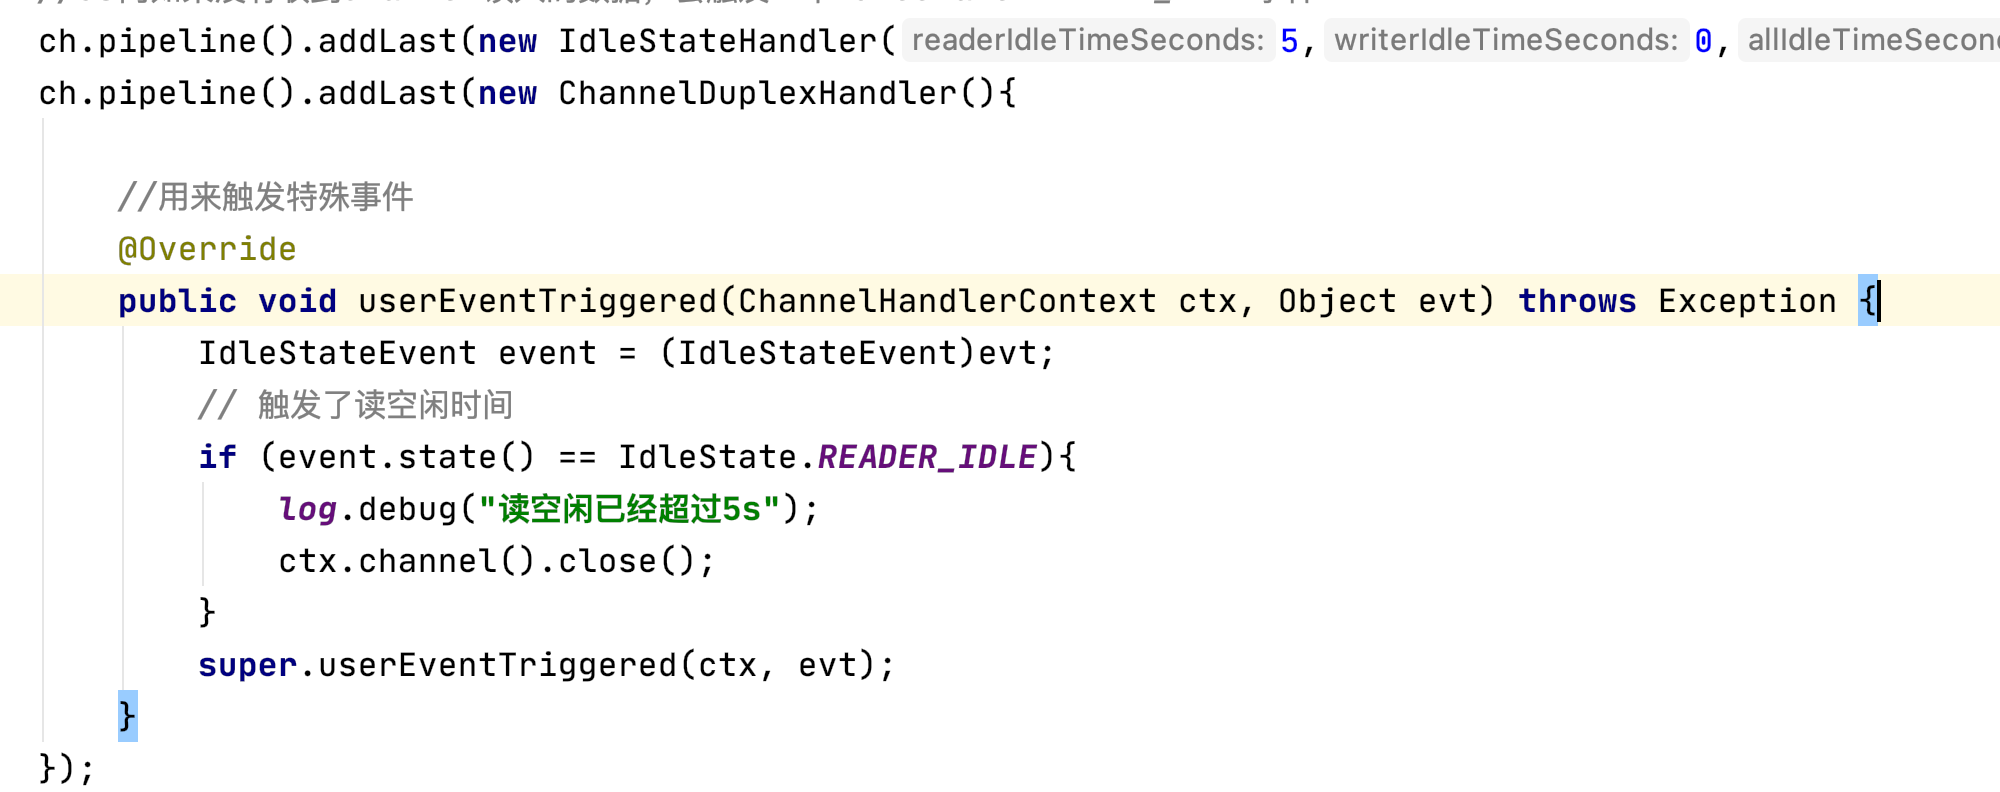 ch.pipeline().addLast(new IdleStateHandler( readerIdleTimeSeconds: 5, writerIdleTimeSeconds: 0,
ch.pipeline().addLast(new ChannelDuplexHandler(){
//用来触发特殊事件
@Override
public void userEventTriggered(ChannelHandlerContext ctx, Object evt) throws Exception {
IdleStateEvent event = (IdleStateEvent)evt;
// 触发了读空闲时间
if (event.state() == IdleState.READER_IDLE){
log.debug("读空闲已经超过5s");
ctx.channel().close();
}
super.userEventTriggered(ctx, evt);
}
});